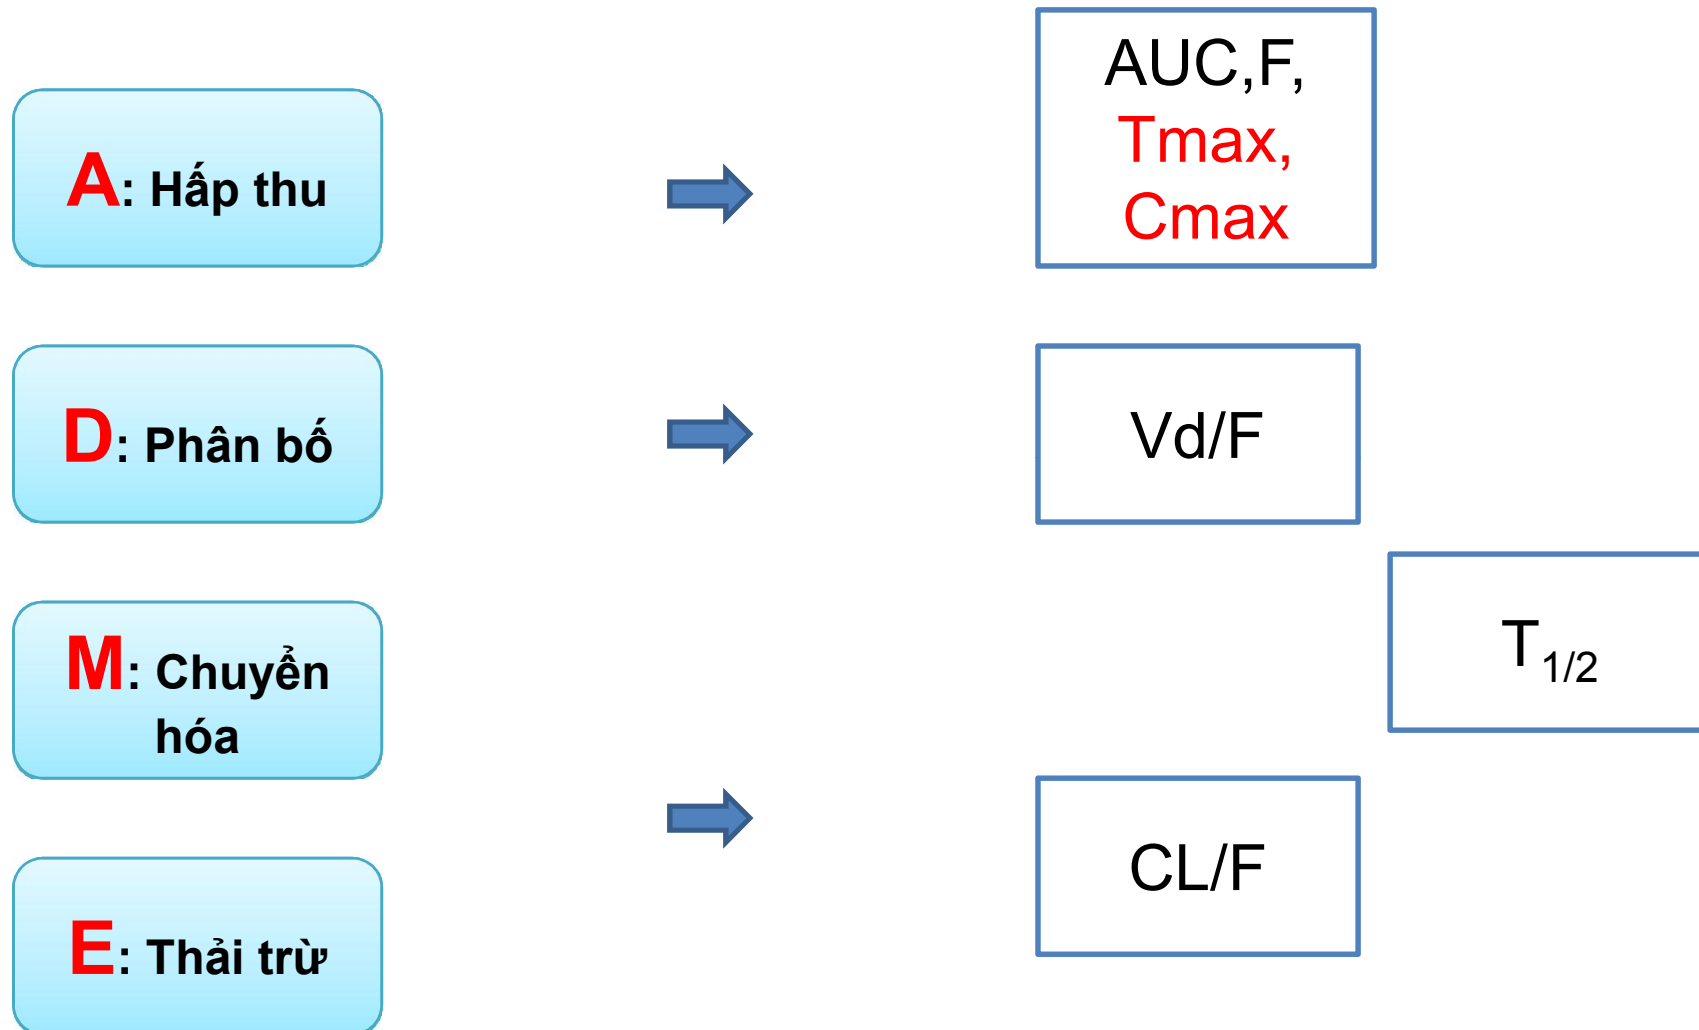 A: Hấp thu
AUC,F,
Tmax,
Cmax
D: Phân bố
Vd/F
M: Chuyển
hóa
T1/2
CL/F
E: Thải trừ